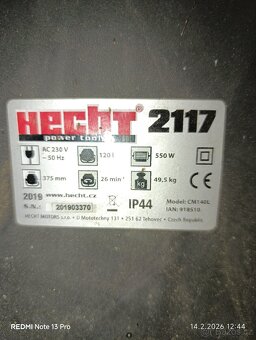 HECHT® 2117
power tools
AC 230 V
~ 50 Hz
120 l
550 W
375 mm
26 min⁻¹
49,5 kg
kg
2019
www.hecht.cz
S.N.:
201903370
IP44
Model: CM140L
IAN: 978510
HECHT MOTORS s.r.o. • U Mototechny 131 • 251 62 Tehovec • Czech Republic
REDMI Note 13 Pro
14.2.2026 12:44